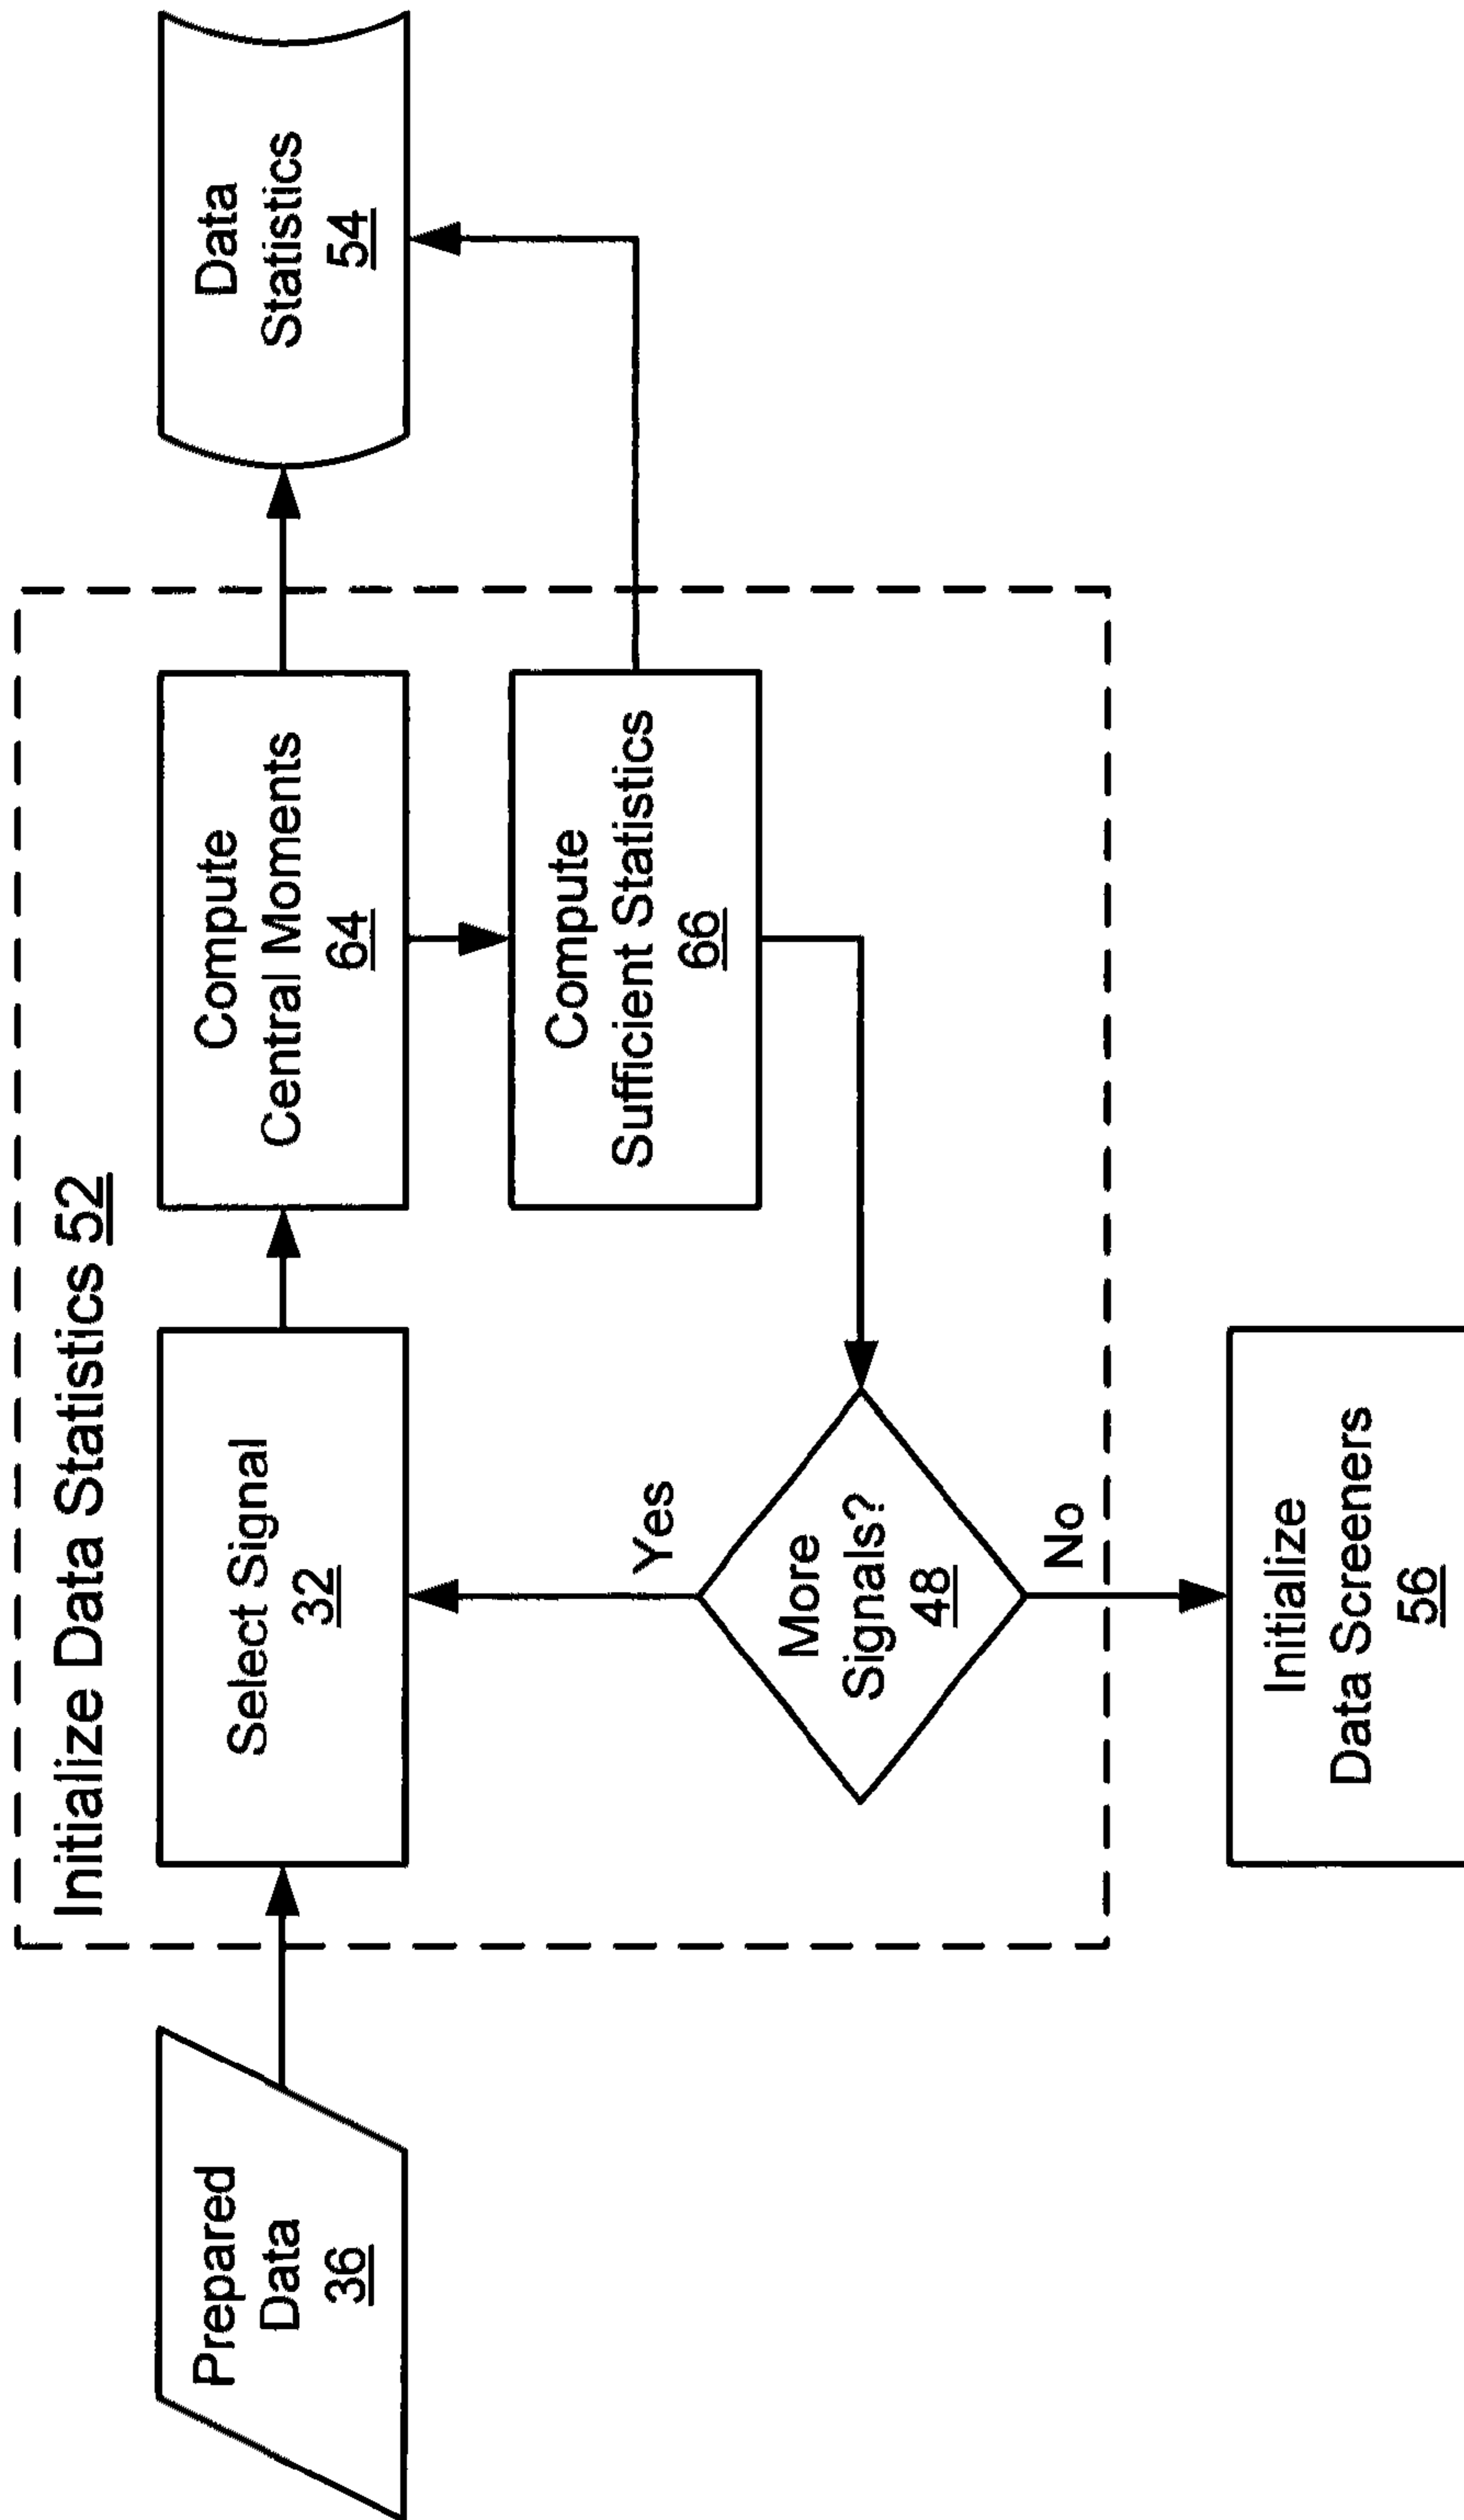 Initialize Data Statistics 52
Prepared
Data
36
Select Signal
32
Compute
Central Moments
64
Data
Statistics
54
Compute
Sufficient Statistics
66
Yes
More
Signals?
48
No
Initialize
Data Screeners
56